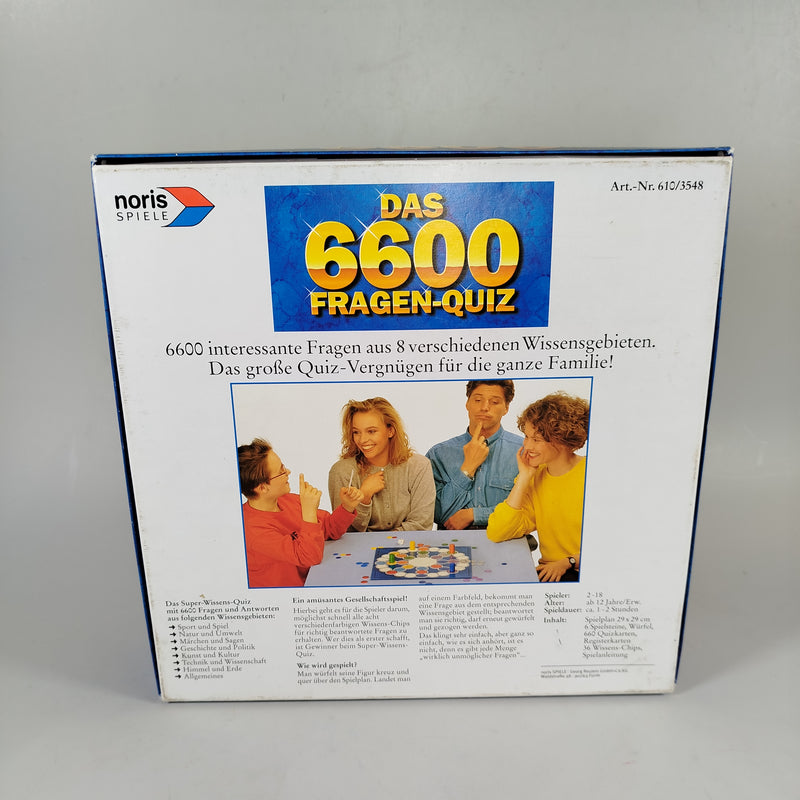 noris
SPIELE
Art.-Nr. 610/3548
DAS
6600
FRAGEN-QUIZ
6600 interessante Fragen aus 8 verschiedenen Wissensgebieten.
Das große Quiz-Vergnügen für die ganze Familie!
Das Super-Wissens-Quiz
mit 6600 Fragen und Antworten
aus folgenden Wissensgebieten:
➔ Sport und Spiel
➔ Natur und Umwelt
➔ Märchen und Sagen
➔ Geschichte und Politik
➔ Kunst und Kultur
➔ Technik und Wissenschaft
➔ Himmel und Erde
➔ Allgemeines
Ein amüsantes Gesellschaftsspiel!
Hierbei geht es für die Spieler darum,
möglichst schnell alle acht
verschiedenfarbigen Wissens-Chips
für richtig beantwortete Fragen zu
erhalten. Wer dies als erster schafft,
ist Gewinner beim Super-Wissens-
Quiz.
Wie wird gespielt?
Man würfelt seine Figur kreuz und
quer über den Spielplan. Landet man
auf einem Farbfeld, bekommt man
eine Frage aus dem entsprechenden
Wissensgebiet gestellt; beantwortet
man sie richtig, darf erneut gewürfelt
und gezogen werden.
Das klingt sehr einfach, aber ganz so
einfach, wie es sich anhört, ist es
nicht, denn es gibt jede Menge
„wirklich unmöglicher Fragen"...
Spieler: 2-18
Alter: ab 12 Jahre/Erw.
Spieldauer: ca. 1-2 Stunden
Inhalt: Spielplan 29 x 29 cm
6 Spielsteine, Würfel,
660 Quizkarten,
Registerkarten
36 Wissens-Chips,
Spielanleitung
noris SPIELE · Georg Reulein GmbH+Co.KG